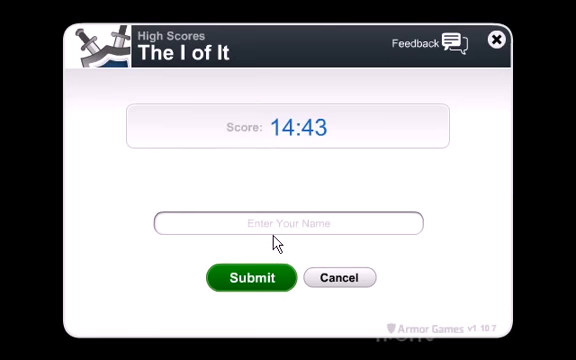 High Scores
The I of It
Feedback
Score: 14:43
Enter Your Name
Submit
Cancel
Armor Games v1.10.7